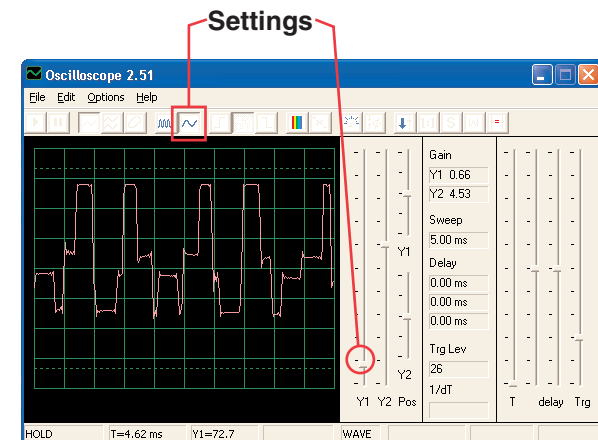 Settings
Oscilloscope 2.51
File Edit Options Help
Gain
Y1 0.66
Y2 4.53
Sweep
Y1
5.00 ms
Delay
0.00 ms
0.00 ms
0.00 ms
Trg Lev
26
Y2
1/dT
Y1 Y2 Pos T delay Trg
HOLD T=4.62 ms Y1=72.7 WAVE